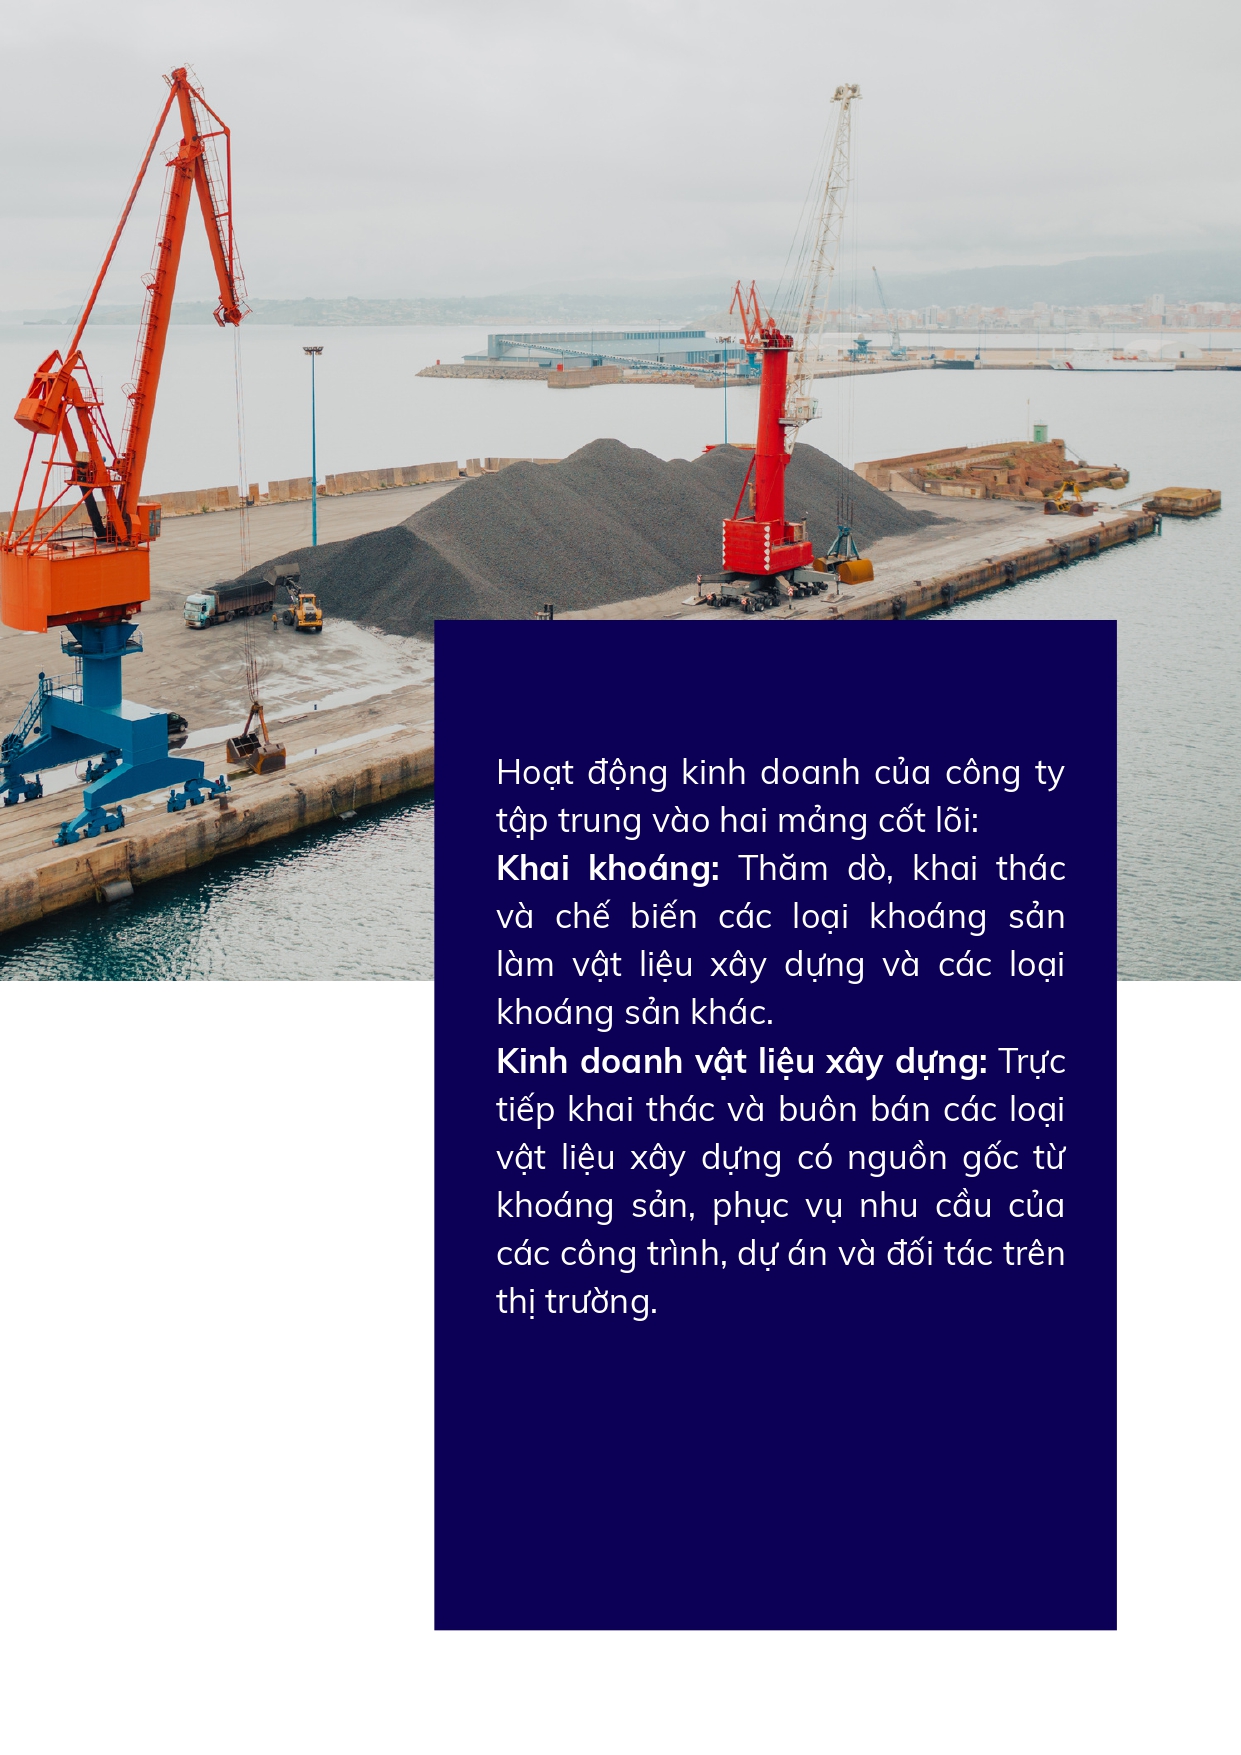 Hoạt động kinh doanh của công ty
tập trung vào hai mảng cốt lõi:
Khai khoáng: Thăm dò, khai thác
và chế biến các loại khoáng sản
làm vật liệu xây dựng và các loại
khoáng sản khác.
Kinh doanh vật liệu xây dựng: Trực
tiếp khai thác và buôn bán các loại
vật liệu xây dựng có nguồn gốc từ
khoáng sản, phục vụ nhu cầu của
các công trình, dự án và đối tác trên
thị trường.